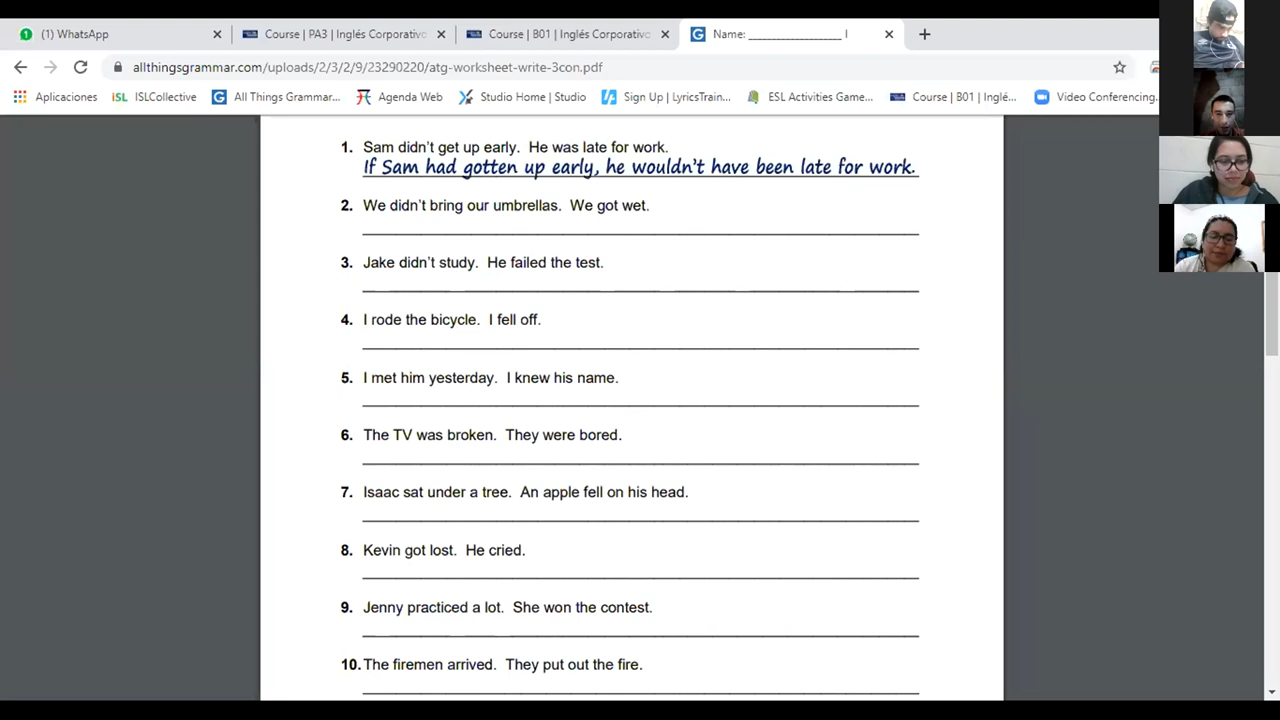 (1) WhatsApp
Course | PA3 | Inglés Corporativo
Course | B01 | Inglés Corporativo
Name: __________________ I
allthingsgrammar.com/uploads/2/3/2/9/23290220/atg-worksheet-write-3con.pdf
Aplicaciones
iSL ISLCollective
All Things Grammar...
Agenda Web
Studio Home | Studio
Sign Up | LyricsTrain...
ESL Activities Game...
Course | B01 | Inglé...
Video Conferencing,
1. Sam didn't get up early. He was late for work.
If Sam had gotten up early, he wouldn't have been late for work.
2. We didn't bring our umbrellas. We got wet.
3. Jake didn't study. He failed the test.
4. I rode the bicycle. I fell off.
5. I met him yesterday. I knew his name.
6. The TV was broken. They were bored.
7. Isaac sat under a tree. An apple fell on his head.
8. Kevin got lost. He cried.
9. Jenny practiced a lot. She won the contest.
10. The firemen arrived. They put out the fire.